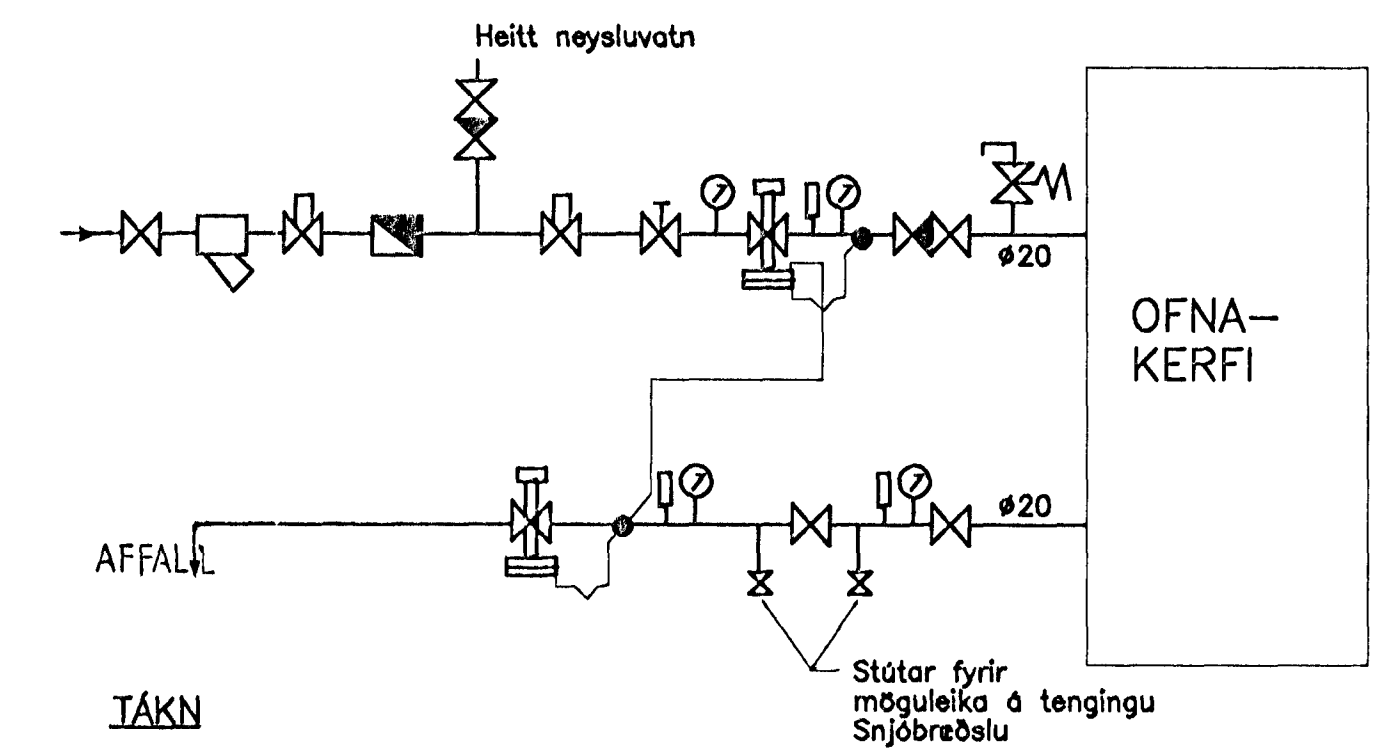 Heitt neysluvatn
ø20
OFNA-
KERFI
ø20
AFFALL
Stútar fyrir
möguleika á tengingu
Snjóbræðslu
TÁKN